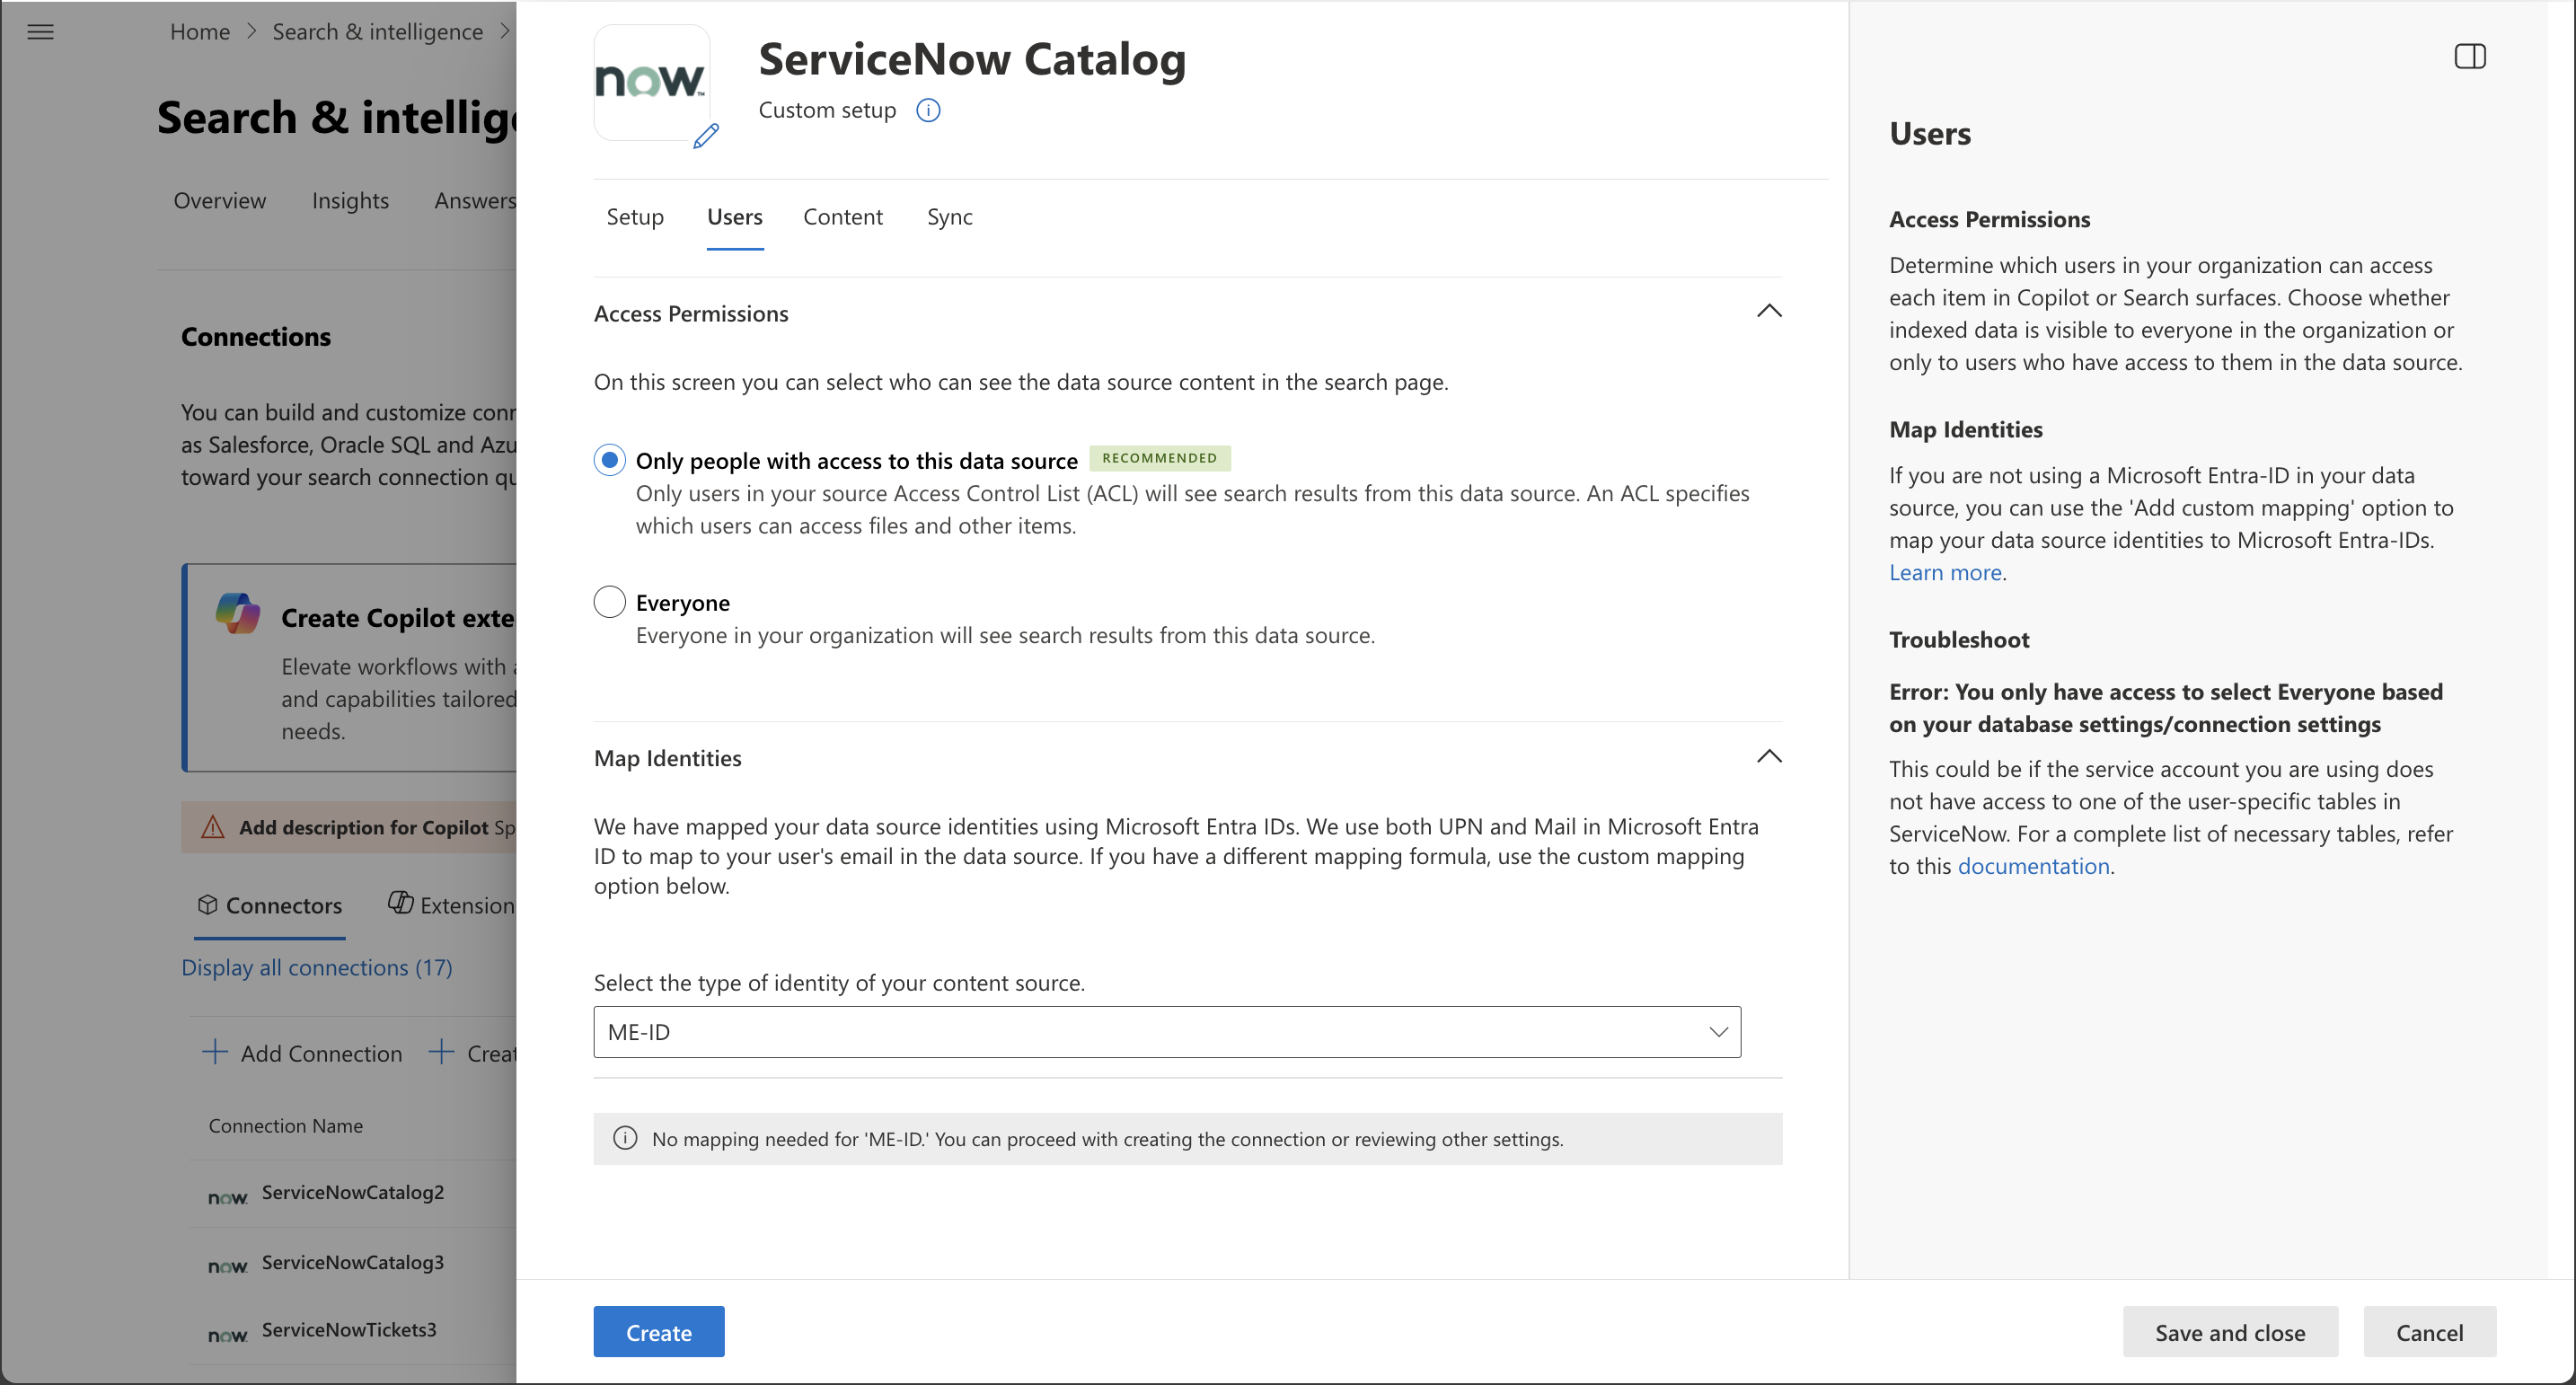 Home > Search & intelligence >
Search & intellige
Overview Insights Answers
Connections
You can build and customize conn
as Salesforce, Oracle SQL and Azu
toward your search connection qu
Create Copilot exte
Elevate workflows with a
and capabilities tailored
needs.
Add description for Copilot Sp
Connectors Extension
Display all connections (17)
+ Add Connection + Creat
Connection Name
now ServiceNowCatalog2
now ServiceNowCatalog3
now ServiceNowTickets3
now
ServiceNow Catalog
Custom setup
Setup Users Content Sync
Access Permissions
On this screen you can select who can see the data source content in the search page.
Only people with access to this data source RECOMMENDED
Only users in your source Access Control List (ACL) will see search results from this data source. An ACL specifies
which users can access files and other items.
Everyone
Everyone in your organization will see search results from this data source.
Map Identities
We have mapped your data source identities using Microsoft Entra IDs. We use both UPN and Mail in Microsoft Entra
ID to map to your user's email in the data source. If you have a different mapping formula, use the custom mapping
option below.
Select the type of identity of your content source.
ME-ID
No mapping needed for 'ME-ID.' You can proceed with creating the connection or reviewing other settings.
Create
Save and close
Cancel
Users
Access Permissions
Determine which users in your organization can access
each item in Copilot or Search surfaces. Choose whether
indexed data is visible to everyone in the organization or
only to users who have access to them in the data source.
Map Identities
If you are not using a Microsoft Entra-ID in your data
source, you can use the 'Add custom mapping' option to
map your data source identities to Microsoft Entra-IDs.
Learn more.
Troubleshoot
Error: You only have access to select Everyone based
on your database settings/connection settings
This could be if the service account you are using does
not have access to one of the user-specific tables in
ServiceNow. For a complete list of necessary tables, refer
to this documentation.